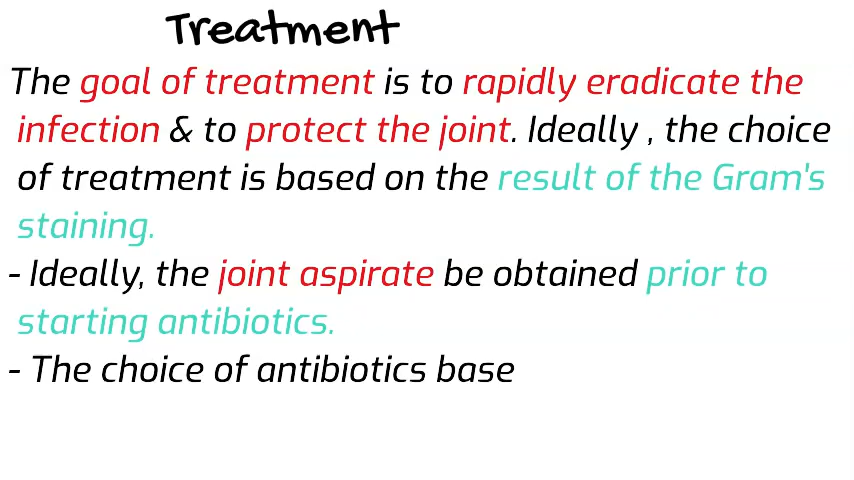 Treatment
The goal of treatment is to rapidly eradicate the
infection & to protect the joint. Ideally , the choice
of treatment is based on the result of the Gram's
staining.
- Ideally, the joint aspirate be obtained prior to
starting antibiotics.
- The choice of antibiotics base